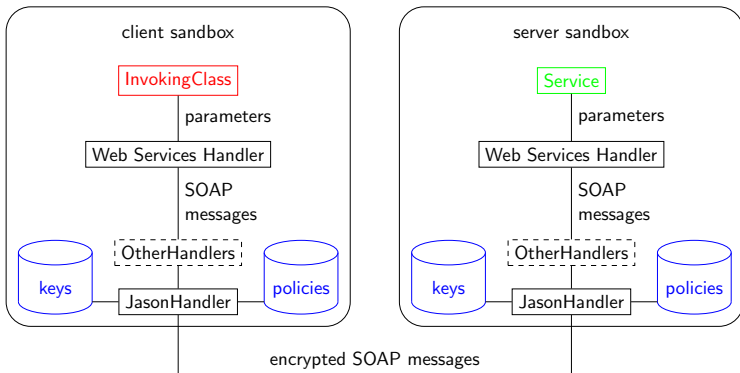 client sandbox
InvokingClass
parameters
Web Services Handler
SOAP
messages
OtherHandlers
keys
policies
JasonHandler
server sandbox
Service
parameters
Web Services Handler
SOAP
messages
OtherHandlers
keys
policies
JasonHandler
encrypted SOAP messages